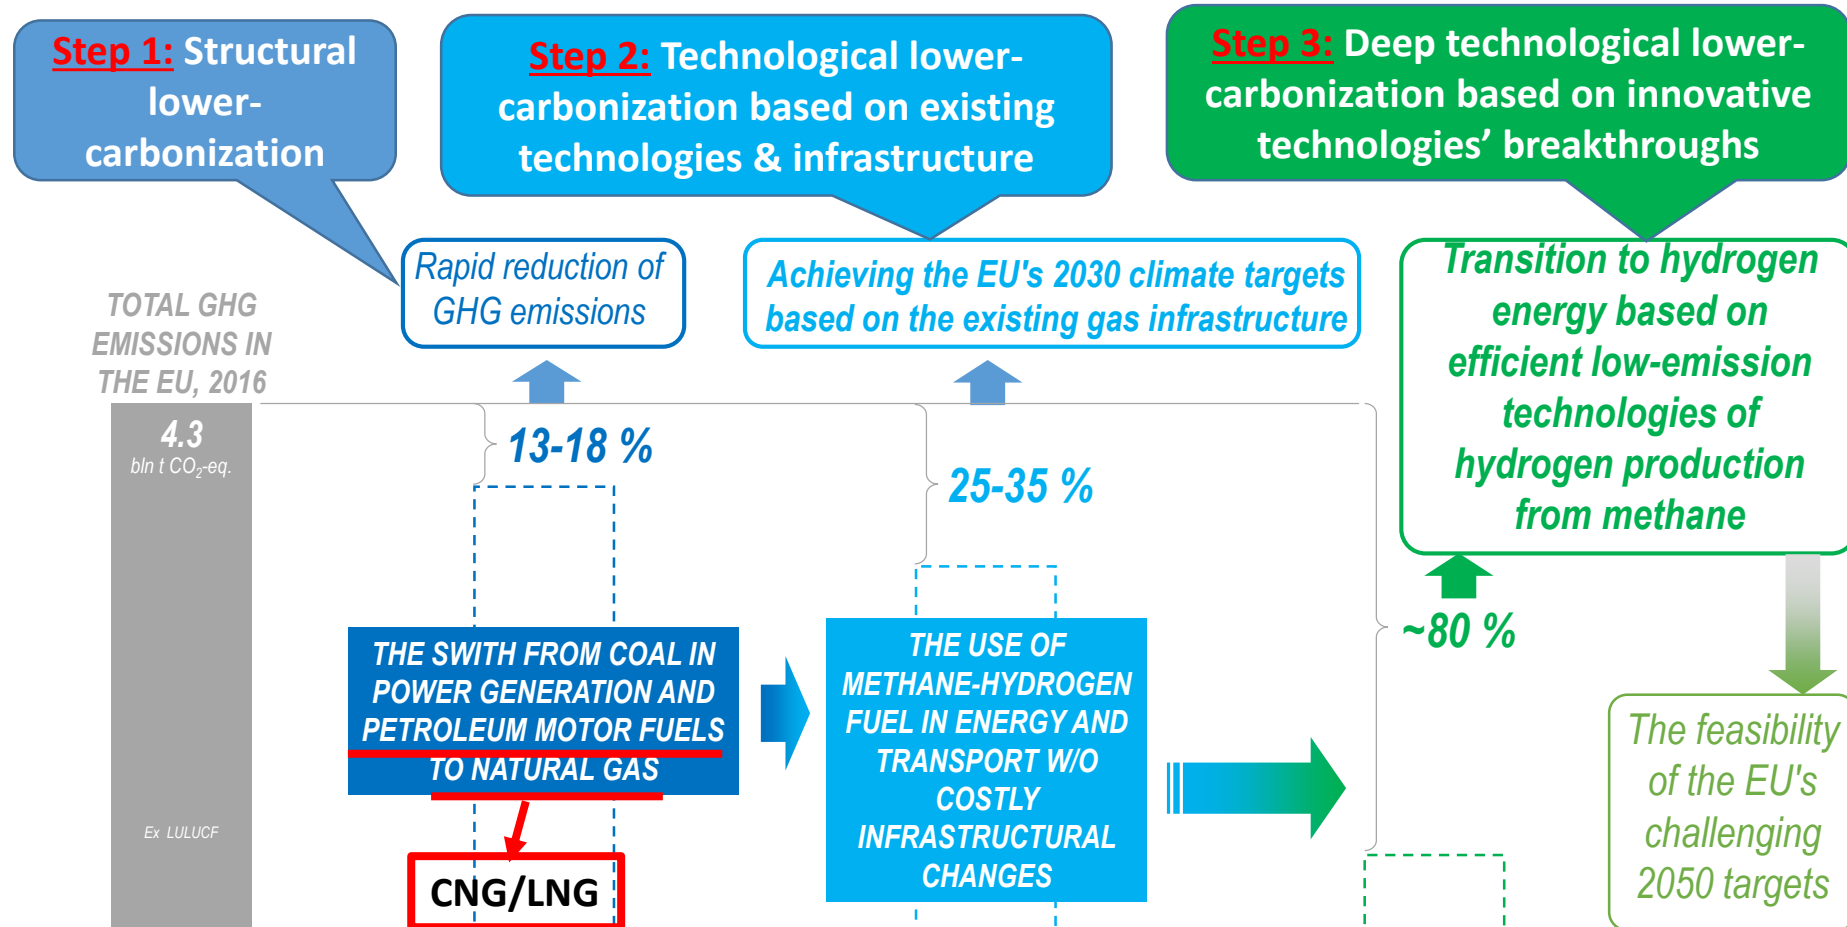 Step 1: Structural
lower-
carbonization
Step 2: Technological lower-
carbonization based on existing
technologies & infrastructure
Step 3: Deep technological lower-
carbonization based on innovative
technologies’ breakthroughs
Rapid reduction of
GHG emissions
Achieving the EU's 2030 climate targets
based on the existing gas infrastructure
Transition to hydrogen
energy based on
efficient low-emission
technologies of
hydrogen production
from methane
TOTAL GHG
EMISSIONS IN
THE EU, 2016
4.3
bln t CO₂-eq.
Ex LULUCF
13-18 %
25-35 %
~80 %
THE SWITH FROM COAL IN
POWER GENERATION AND
PETROLEUM MOTOR FUELS
TO NATURAL GAS
CNG/LNG
THE USE OF
METHANE-HYDROGEN
FUEL IN ENERGY AND
TRANSPORT W/O
COSTLY
INFRASTRUCTURAL
CHANGES
The feasibility
of the EU's
challenging
2050 targets